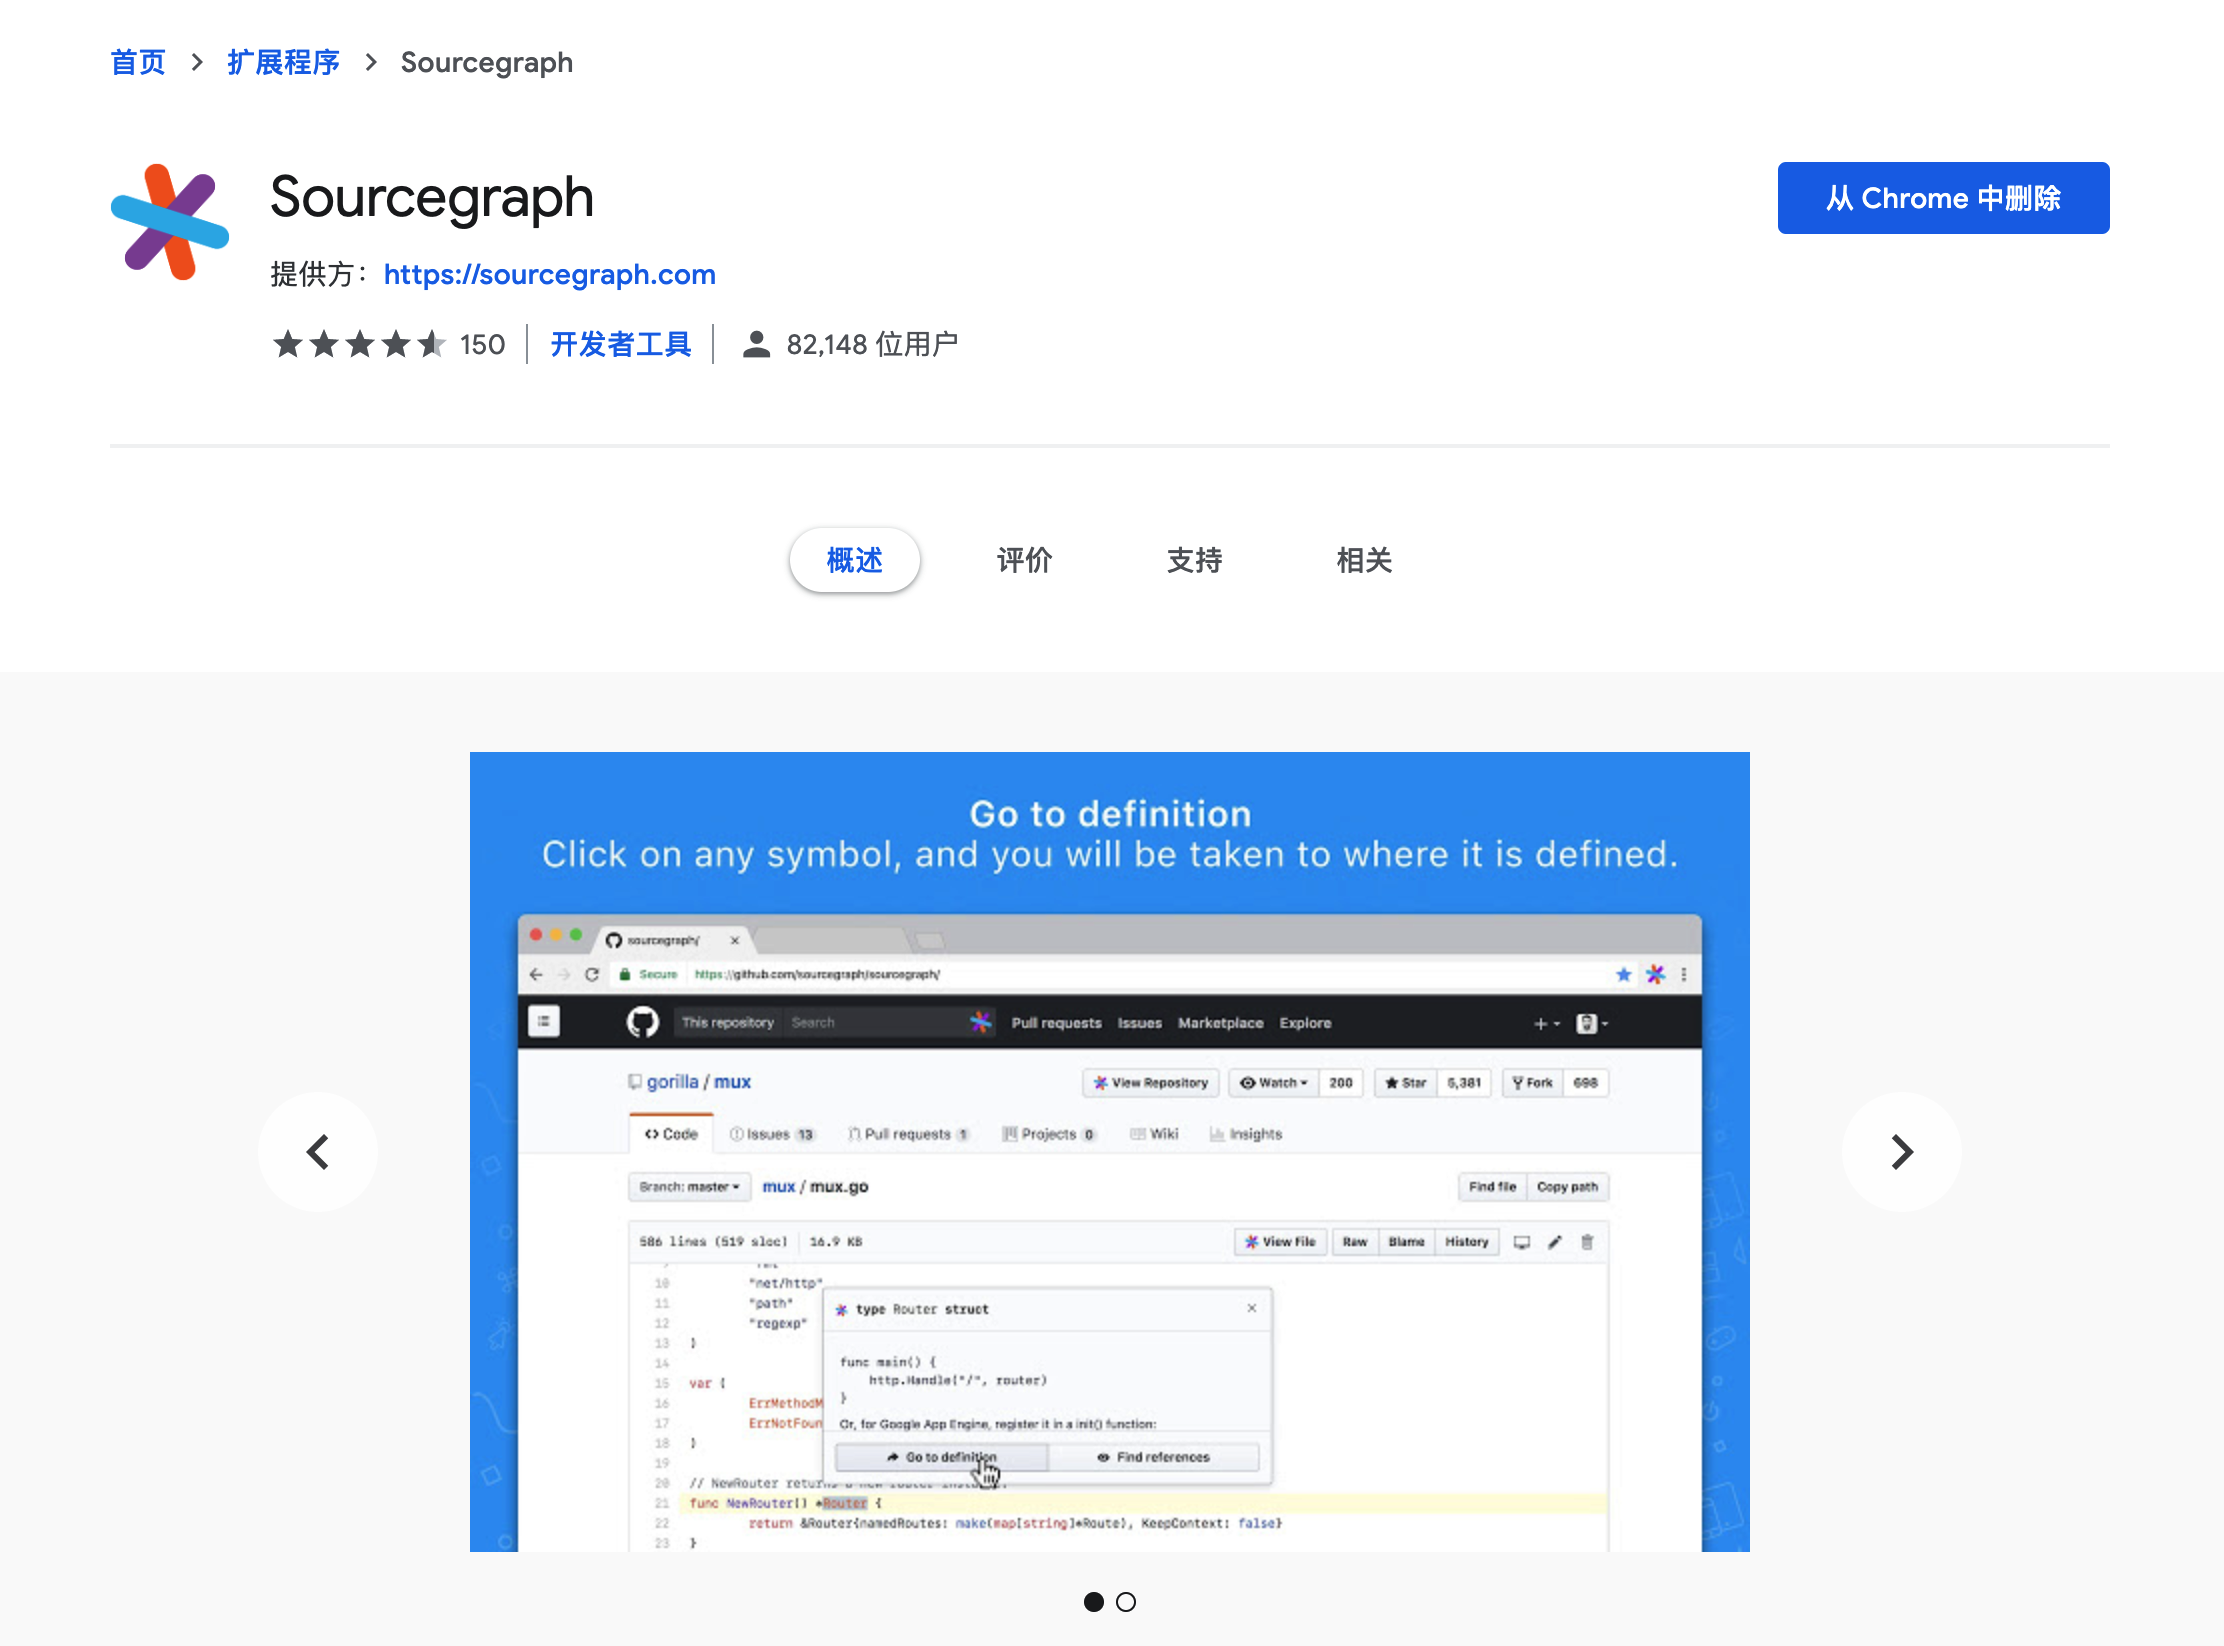 首页 > 扩展程序 > Sourcegraph
Sourcegraph
从 Chrome 中删除
提供方： https://sourcegraph.com
150 开发者工具 82,148 位用户
概述 评价 支持 相关
Go to definition
Click on any symbol, and you will be taken to where it is defined.
sourcegraph/
Secure https://github.com/sourcegraph/sourcegraph/
This repository Search Pull requests Issues Marketplace Explore
gorilla / mux View Repository Watch 200 Star 5,381 Fork 698
Code Issues 13 Pull requests 1 Projects 0 Wiki Insights
Branch: master mux / mux.go Find file Copy path
586 lines (519 sloc) 16.9 KB View File Raw Blame History
10 "net/http"
11 "path"
12 "regexp"
13 )
14
15 var (
16 ErrMethodM
17 ErrNotFoun
18 )
19
type Router struct
func main() {
http.Handle("/", router)
}
Or, for Google App Engine, register it in a init() function:
Go to definition Find references
20 // NewRouter returns a new router instance.
21 func NewRouter() *Router {
22 return &Router{namedRoutes: make(map[string]*Route), KeepContext: false}
23 }